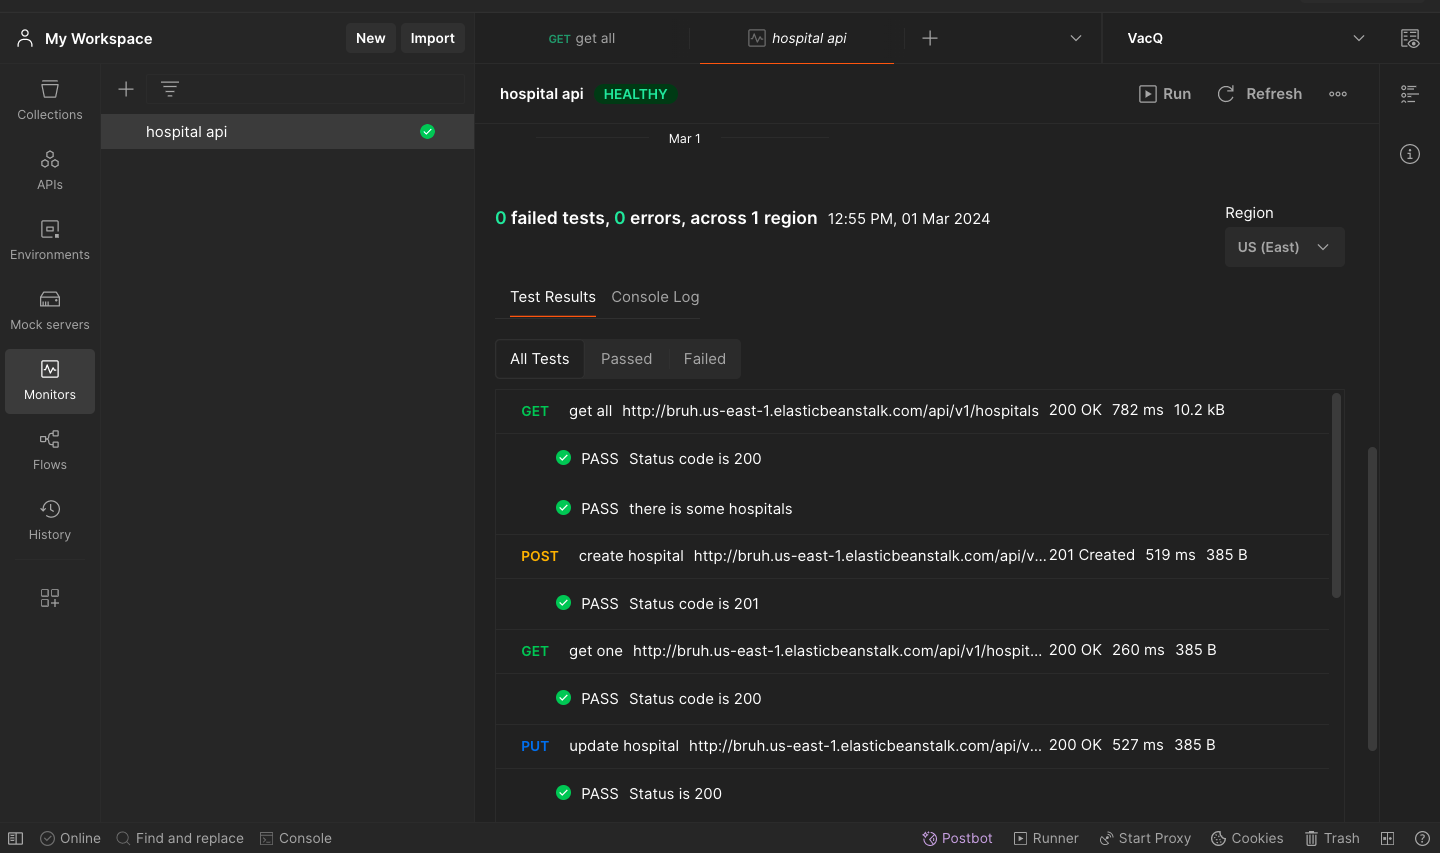 My Workspace
New
Import
GET get all
hospital api
VacQ
Collections
APIs
Environments
Mock servers
Monitors
Flows
History
hospital api
hospital api HEALTHY
Run
Refresh
Mar 1
0 failed tests, 0 errors, across 1 region 12:55 PM, 01 Mar 2024
Region
US (East)
Test Results Console Log
All Tests Passed Failed
GET get all http://bruh.us-east-1.elasticbeanstalk.com/api/v1/hospitals 200 OK 782 ms 10.2 kB
PASS Status code is 200
PASS there is some hospitals
POST create hospital http://bruh.us-east-1.elasticbeanstalk.com/api/v... 201 Created 519 ms 385 B
PASS Status code is 201
GET get one http://bruh.us-east-1.elasticbeanstalk.com/api/v1/hospit... 200 OK 260 ms 385 B
PASS Status code is 200
PUT update hospital http://bruh.us-east-1.elasticbeanstalk.com/api/v... 200 OK 527 ms 385 B
PASS Status is 200
Online Find and replace Console Postbot Runner Start Proxy Cookies Trash